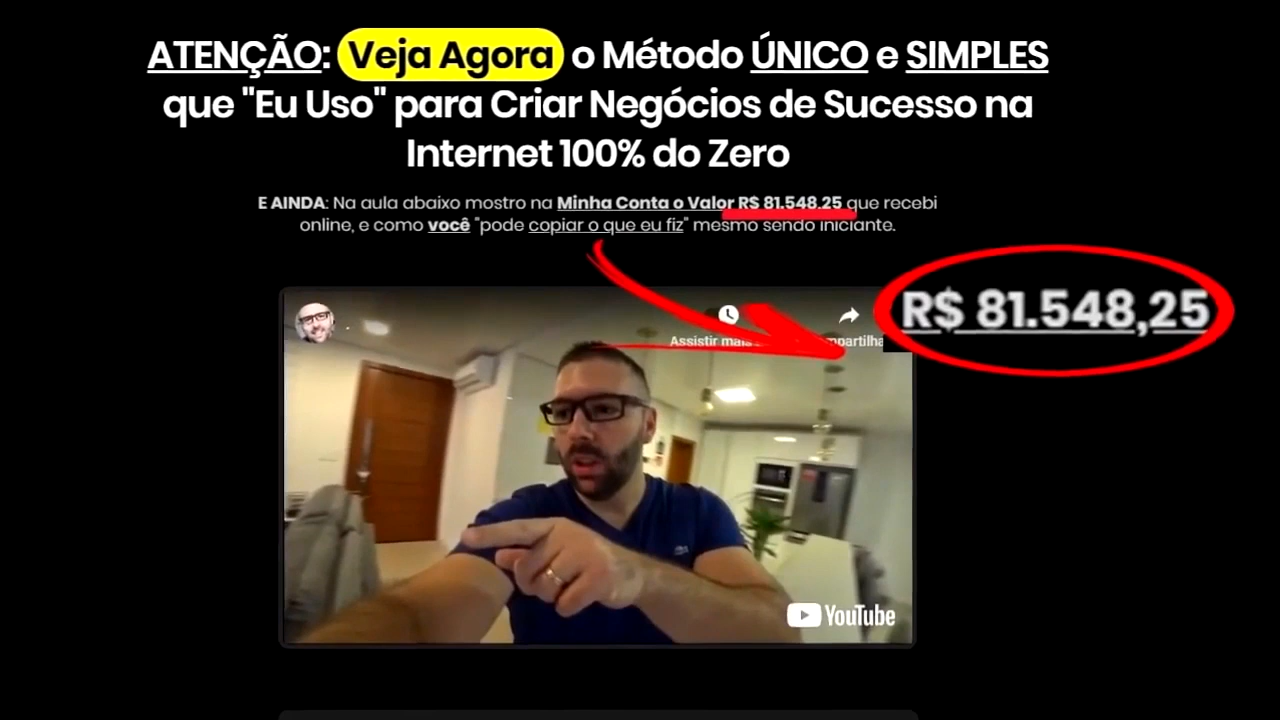 ATENÇÃO: Veja Agora o Método ÚNICO e SIMPLES
que "Eu Uso" para Criar Negócios de Sucesso na
Internet 100% do Zero
E AINDA: Na aula abaixo mostro na Minha Conta o Valor R$ 81.548,25 que recebi
online, e como você "pode copiar o que eu fiz" mesmo sendo iniciante.
R$ 81.548,25
Assistir mais
YouTube